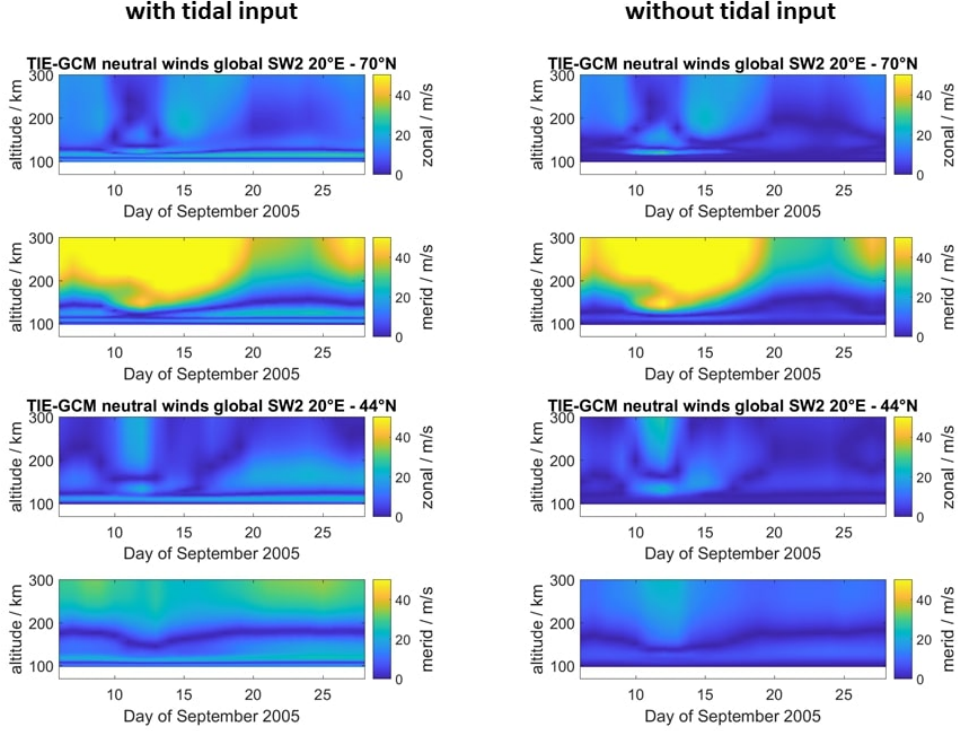 with tidal input
without tidal input
TIE-GCM neutral winds global SW2 20°E - 70°N
300
200
100
altitude / km
10 15 20 25
Day of September 2005
40
20
0
zonal / m/s
TIE-GCM neutral winds global SW2 20°E - 70°N
300
200
100
altitude / km
10 15 20 25
Day of September 2005
40
20
0
zonal / m/s
300
200
100
altitude / km
10 15 20 25
Day of September 2005
40
20
0
merid / m/s
300
200
100
altitude / km
10 15 20 25
Day of September 2005
40
20
0
merid / m/s
TIE-GCM neutral winds global SW2 20°E - 44°N
300
200
100
altitude / km
10 15 20 25
Day of September 2005
40
20
0
zonal / m/s
TIE-GCM neutral winds global SW2 20°E - 44°N
300
200
100
altitude / km
10 15 20 25
Day of September 2005
40
20
0
zonal / m/s
300
200
100
altitude / km
10 15 20 25
Day of September 2005
40
20
0
merid / m/s
300
200
100
altitude / km
10 15 20 25
Day of September 2005
40
20
0
merid / m/s